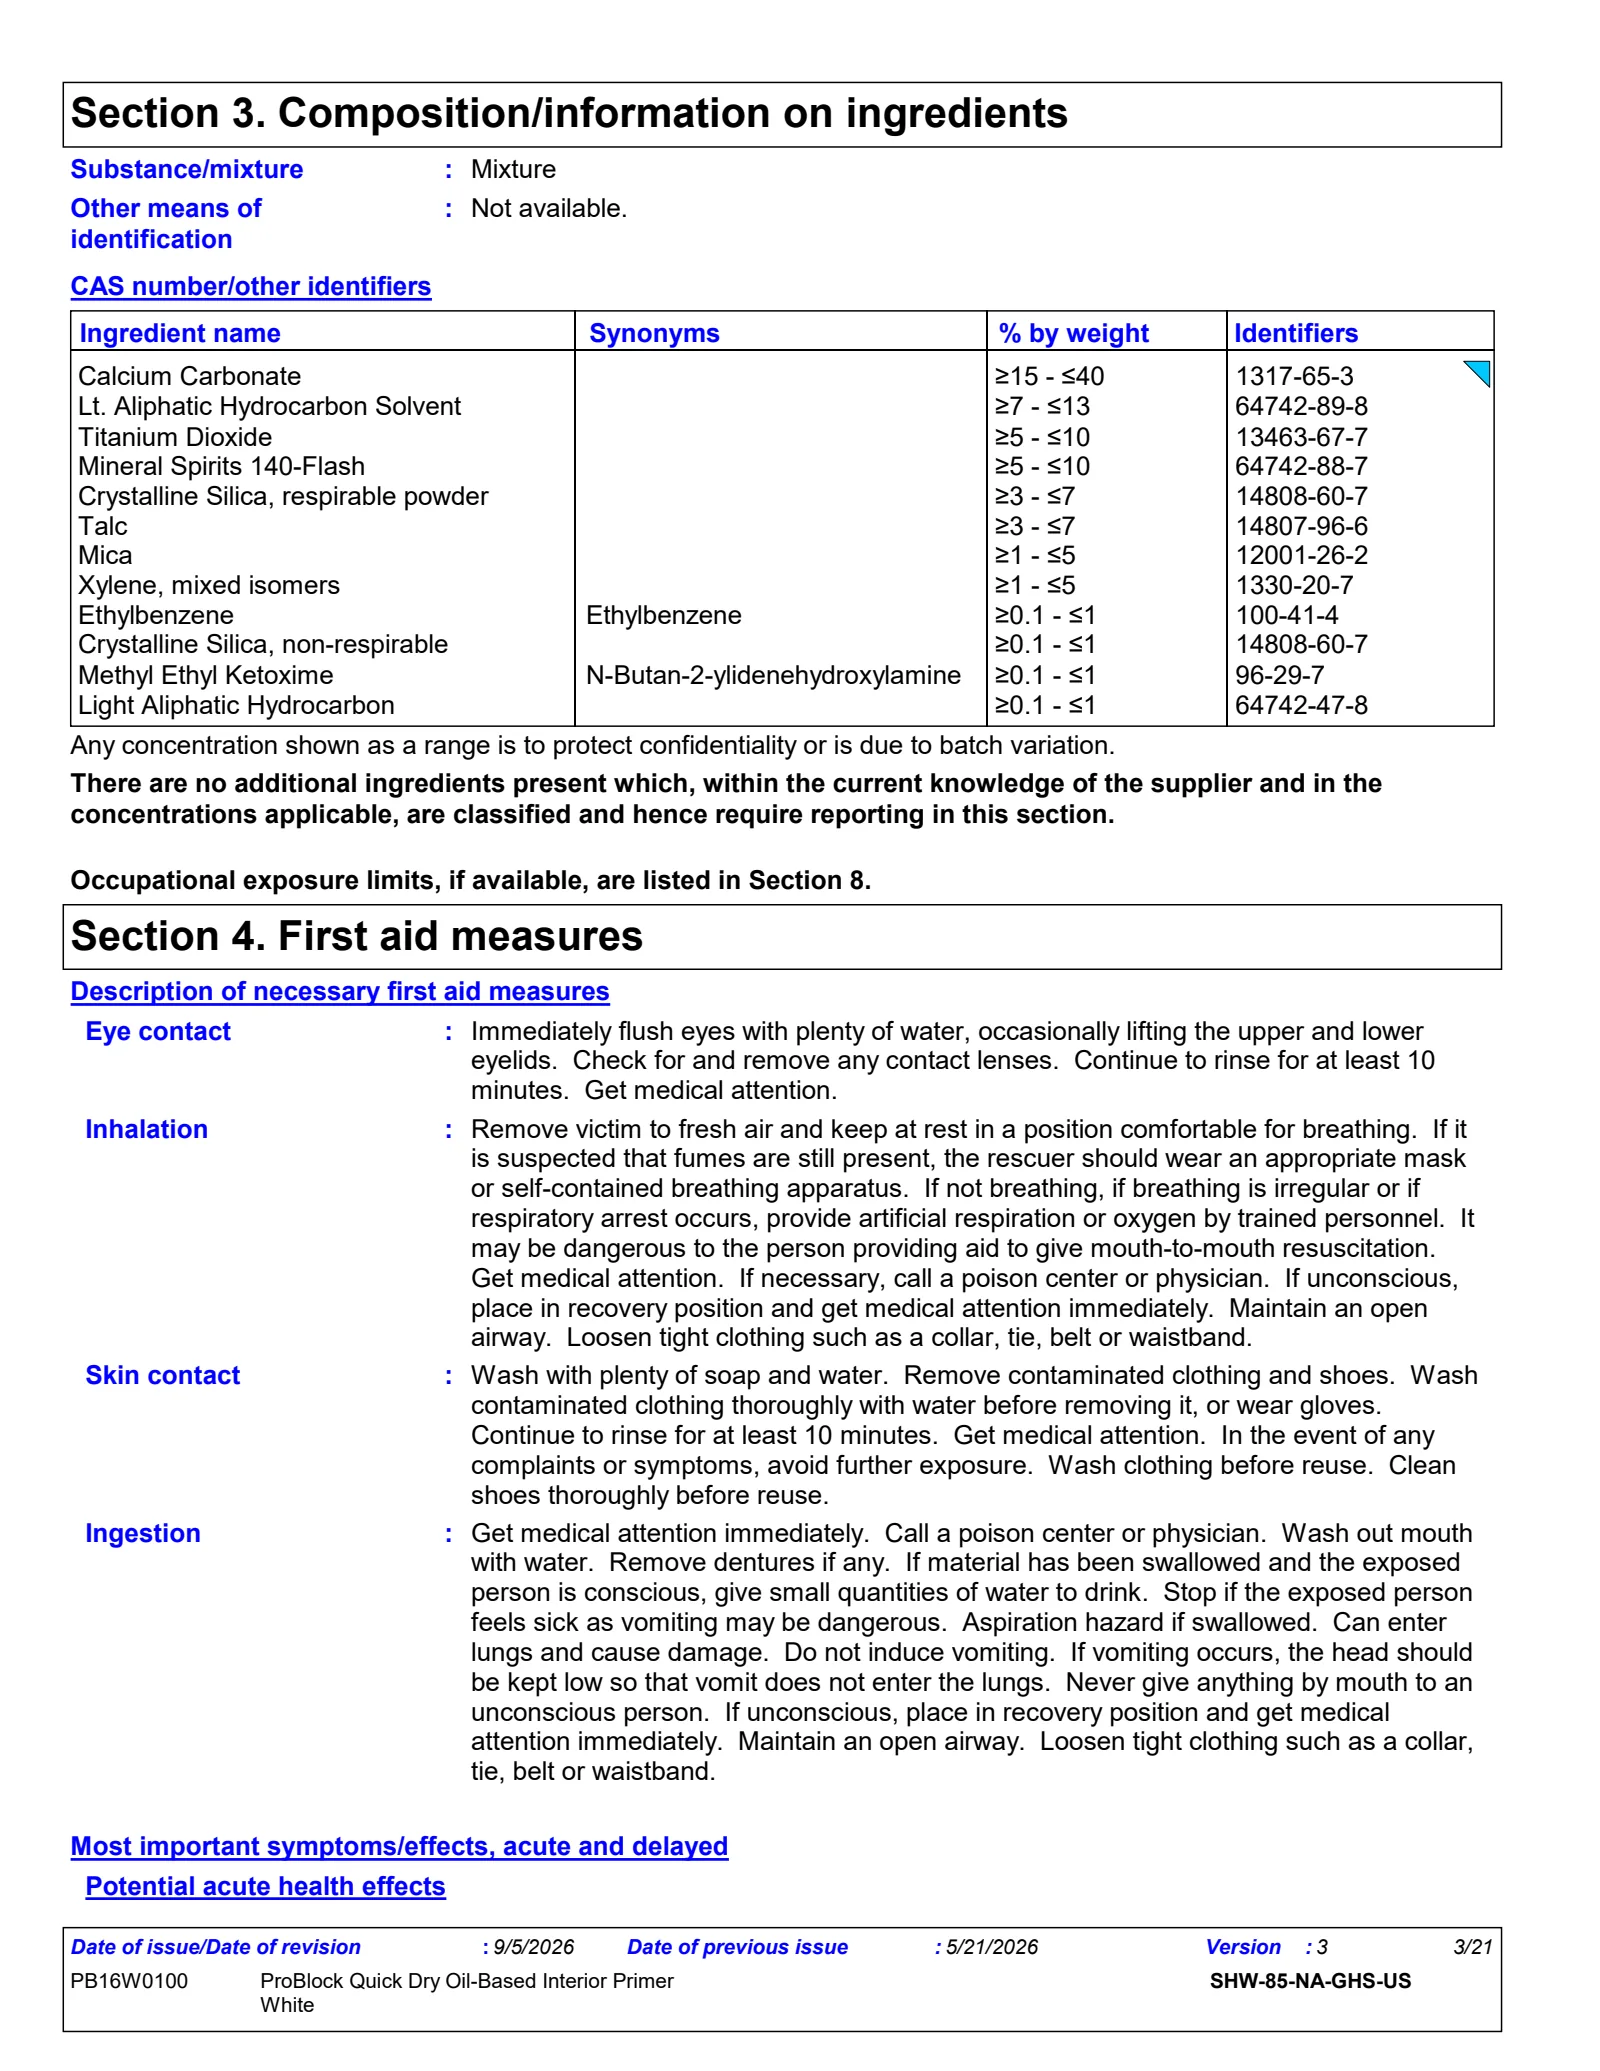 Section 3. Composition/information on ingredients
Substance/mixture : Mixture
Other means of : Not available.
identification
CAS number/other identifiers
Ingredient name Synonyms % by weight Identifiers
Calcium Carbonate ≥15 - ≤40 1317-65-3
Lt. Aliphatic Hydrocarbon Solvent ≥7 - ≤13 64742-89-8
Titanium Dioxide ≥5 - ≤10 13463-67-7
Mineral Spirits 140-Flash ≥5 - ≤10 64742-88-7
Crystalline Silica, respirable powder ≥3 - ≤7 14808-60-7
Talc ≥3 - ≤7 14807-96-6
Mica ≥1 - ≤5 12001-26-2
Xylene, mixed isomers ≥1 - ≤5 1330-20-7
Ethylbenzene Ethylbenzene ≥0.1 - ≤1 100-41-4
Crystalline Silica, non-respirable ≥0.1 - ≤1 14808-60-7
Methyl Ethyl Ketoxime N-Butan-2-ylidenehydroxylamine ≥0.1 - ≤1 96-29-7
Light Aliphatic Hydrocarbon ≥0.1 - ≤1 64742-47-8
Any concentration shown as a range is to protect confidentiality or is due to batch variation.
There are no additional ingredients present which, within the current knowledge of the supplier and in the
concentrations applicable, are classified and hence require reporting in this section.
Occupational exposure limits, if available, are listed in Section 8.
Section 4. First aid measures
Description of necessary first aid measures
Eye contact : Immediately flush eyes with plenty of water, occasionally lifting the upper and lower
eyelids. Check for and remove any contact lenses. Continue to rinse for at least 10
minutes. Get medical attention.
Inhalation : Remove victim to fresh air and keep at rest in a position comfortable for breathing. If it
is suspected that fumes are still present, the rescuer should wear an appropriate mask
or self-contained breathing apparatus. If not breathing, if breathing is irregular or if
respiratory arrest occurs, provide artificial respiration or oxygen by trained personnel. It
may be dangerous to the person providing aid to give mouth-to-mouth resuscitation.
Get medical attention. If necessary, call a poison center or physician. If unconscious,
place in recovery position and get medical attention immediately. Maintain an open
airway. Loosen tight clothing such as a collar, tie, belt or waistband.
Skin contact : Wash with plenty of soap and water. Remove contaminated clothing and shoes. Wash
contaminated clothing thoroughly with water before removing it, or wear gloves.
Continue to rinse for at least 10 minutes. Get medical attention. In the event of any
complaints or symptoms, avoid further exposure. Wash clothing before reuse. Clean
shoes thoroughly before reuse.
Ingestion : Get medical attention immediately. Call a poison center or physician. Wash out mouth
with water. Remove dentures if any. If material has been swallowed and the exposed
person is conscious, give small quantities of water to drink. Stop if the exposed person
feels sick as vomiting may be dangerous. Aspiration hazard if swallowed. Can enter
lungs and cause damage. Do not induce vomiting. If vomiting occurs, the head should
be kept low so that vomit does not enter the lungs. Never give anything by mouth to an
unconscious person. If unconscious, place in recovery position and get medical
attention immediately. Maintain an open airway. Loosen tight clothing such as a collar,
tie, belt or waistband.
Most important symptoms/effects, acute and delayed
Potential acute health effects
Date of issue/Date of revision : 9/5/2026 Date of previous issue : 5/21/2026 Version : 3 3/21
PB16W0100 ProBlock Quick Dry Oil-Based Interior Primer SHW-85-NA-GHS-US
White